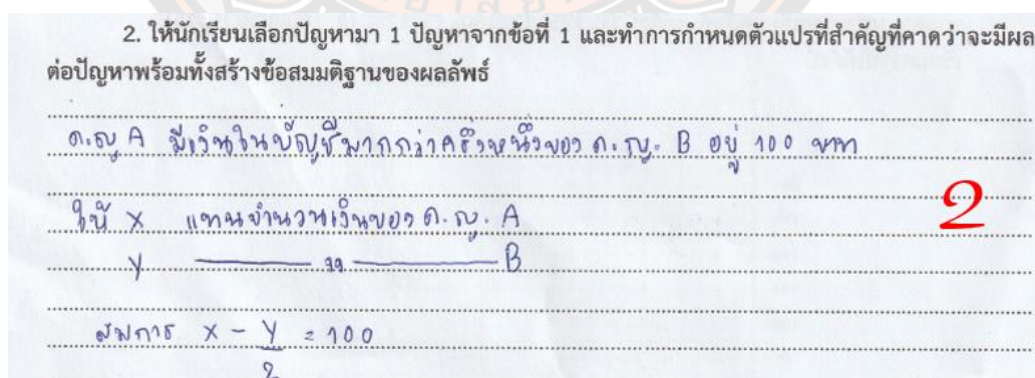 2. ให้นักเรียนเลือกปัญหามา 1 ปัญหาจากข้อที่ 1 และทำการกำหนดตัวแปรที่สำคัญที่คาดว่าจะมีผล
ต่อปัญหาพร้อมทั้งสร้างข้อสมมติฐานของผลลัพธ์
ด.ญ A มีเงินในบัญชีมากกว่าครึ่งหนึ่งของ ด.ญ. B อยู่ 100 บาท
2
ให้ X แทนจำนวนเงินของ ด.ญ. A
y ——— " ——— B
สมการ X - y = 100
2